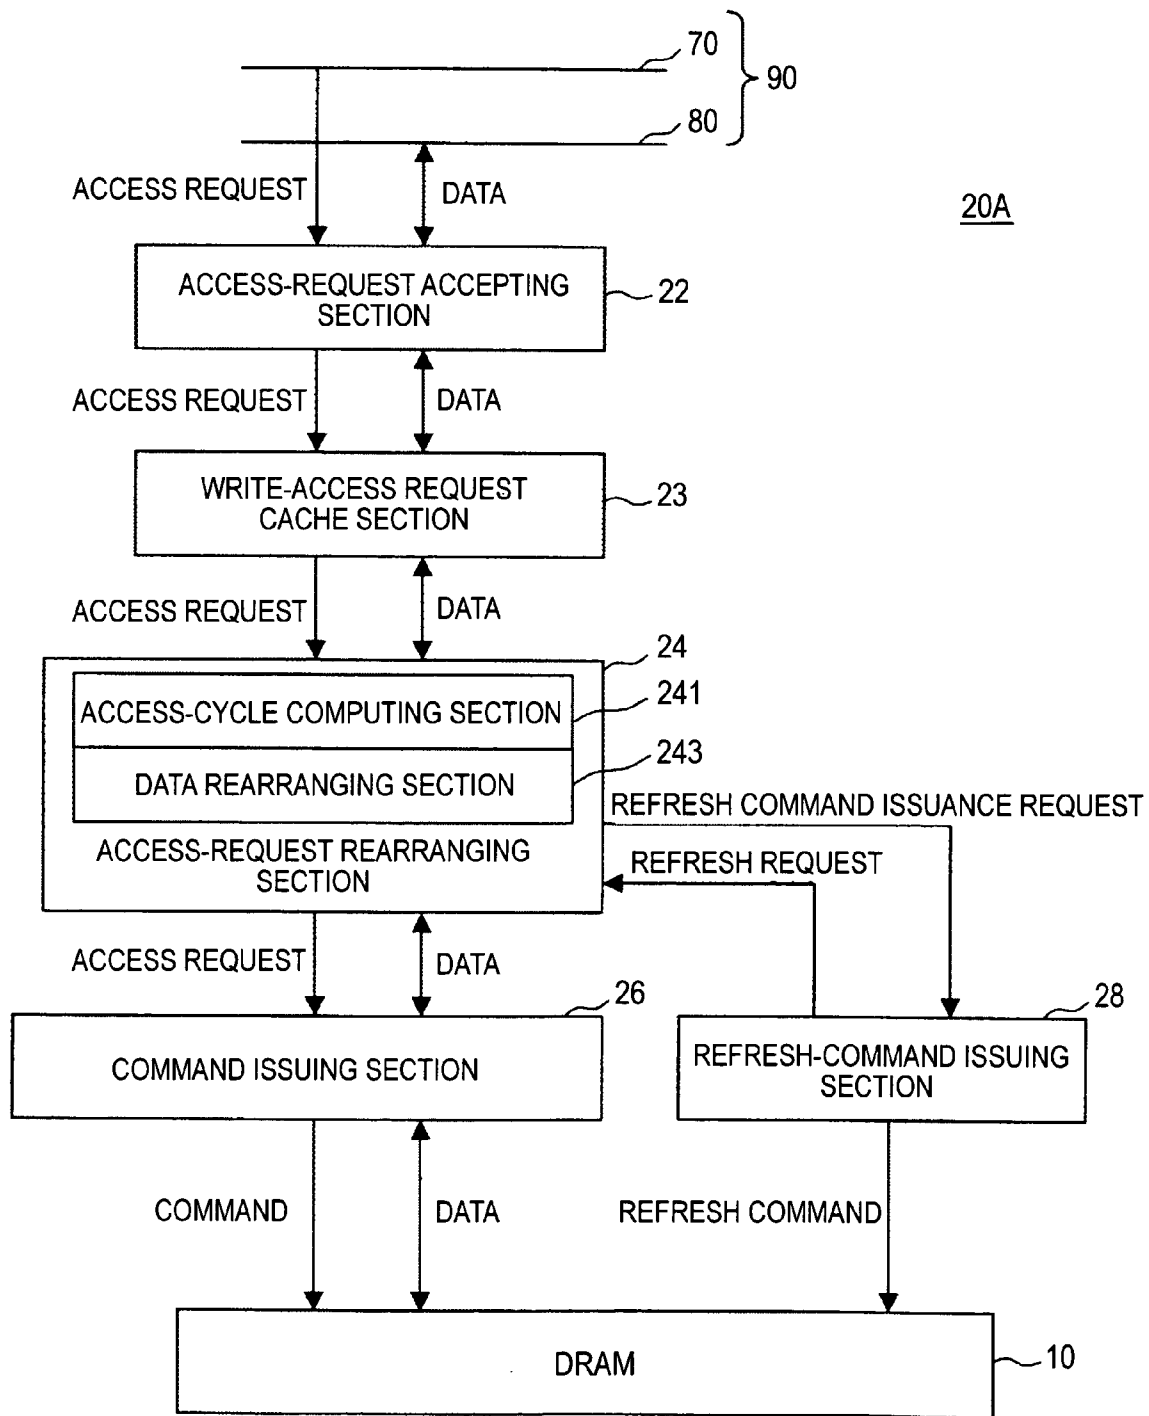 70
90
80
ACCESS REQUEST
DATA
20A
ACCESS-REQUEST ACCEPTING
SECTION
22
ACCESS REQUEST
DATA
WRITE-ACCESS REQUEST
CACHE SECTION
23
ACCESS REQUEST
DATA
24
ACCESS-CYCLE COMPUTING SECTION
241
DATA REARRANGING SECTION
243
REFRESH COMMAND ISSUANCE REQUEST
ACCESS-REQUEST REARRANGING
SECTION
REFRESH REQUEST
ACCESS REQUEST
DATA
26
28
COMMAND ISSUING SECTION
REFRESH-COMMAND ISSUING
SECTION
COMMAND
DATA
REFRESH COMMAND
DRAM
10